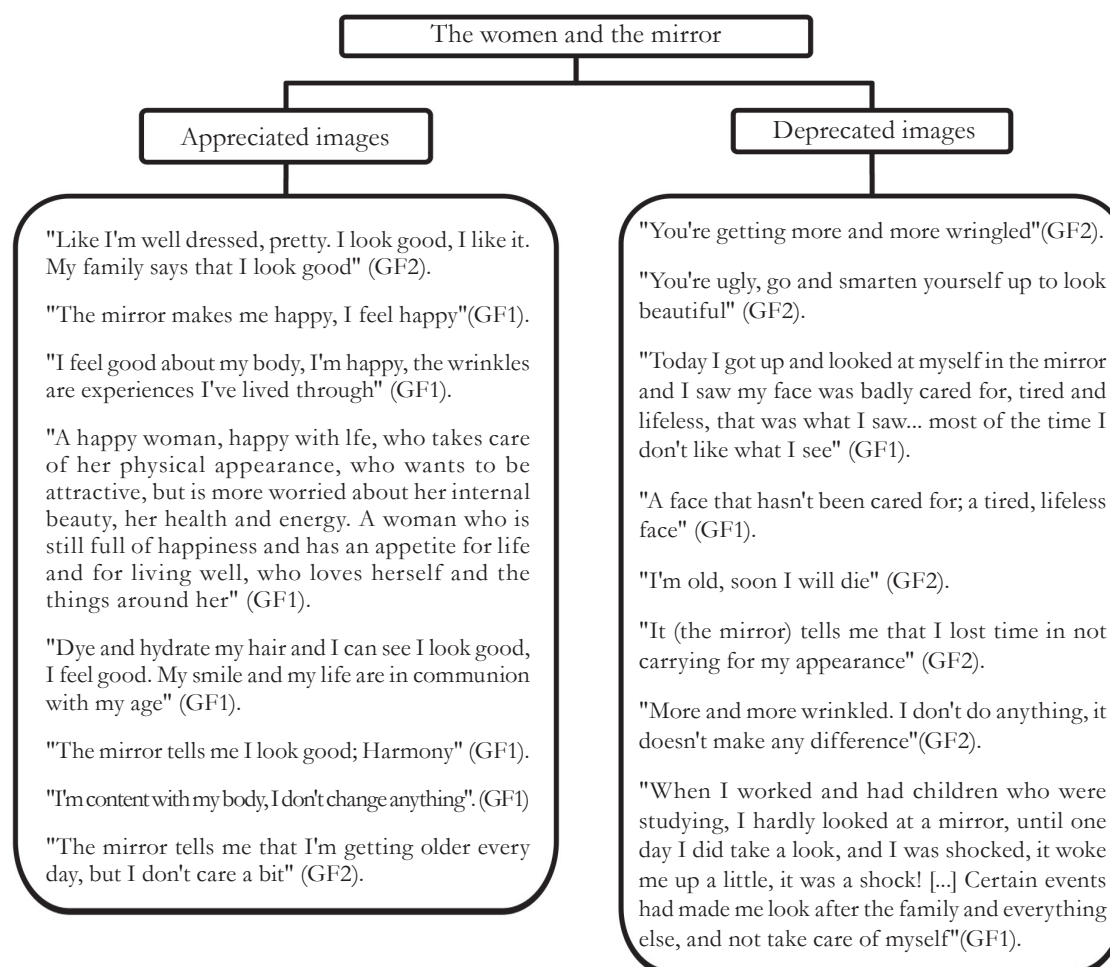 The women and the mirror
Appreciated images
"Like I'm well dressed, pretty. I look good, I like it.
My family says that I look good" (GF2).
"The mirror makes me happy, I feel happy"(GF1).
"I feel good about my body, I'm happy, the wrinkles
are experiences I've lived through" (GF1).
"A happy woman, happy with lfe, who takes care
of her physical appearance, who wants to be
attractive, but is more worried about her internal
beauty, her health and energy. A woman who is
still full of happiness and has an appetite for life
and for living well, who loves herself and the
things around her" (GF1).
"Dye and hydrate my hair and I can see I look good,
I feel good. My smile and my life are in communion
with my age" (GF1).
"The mirror tells me I look good; Harmony" (GF1).
"I'm content with my body, I don't change anything". (GF1)
"The mirror tells me that I'm getting older every
day, but I don't care a bit" (GF2).
Deprecated images
"You're getting more and more wringled"(GF2).
"You're ugly, go and smarten yourself up to look
beautiful" (GF2).
"Today I got up and looked at myself in the mirror
and I saw my face was badly cared for, tired and
lifeless, that was what I saw... most of the time I
don't like what I see" (GF1).
"A face that hasn't been cared for; a tired, lifeless
face" (GF1).
"I'm old, soon I will die" (GF2).
"It (the mirror) tells me that I lost time in not
carrying for my appearance" (GF2).
"More and more wrinkled. I don't do anything, it
doesn't make any difference"(GF2).
"When I worked and had children who were
studying, I hardly looked at a mirror, until one
day I did take a look, and I was shocked, it woke
me up a little, it was a shock! [...] Certain events
had made me look after the family and everything
else, and not take care of myself"(GF1).